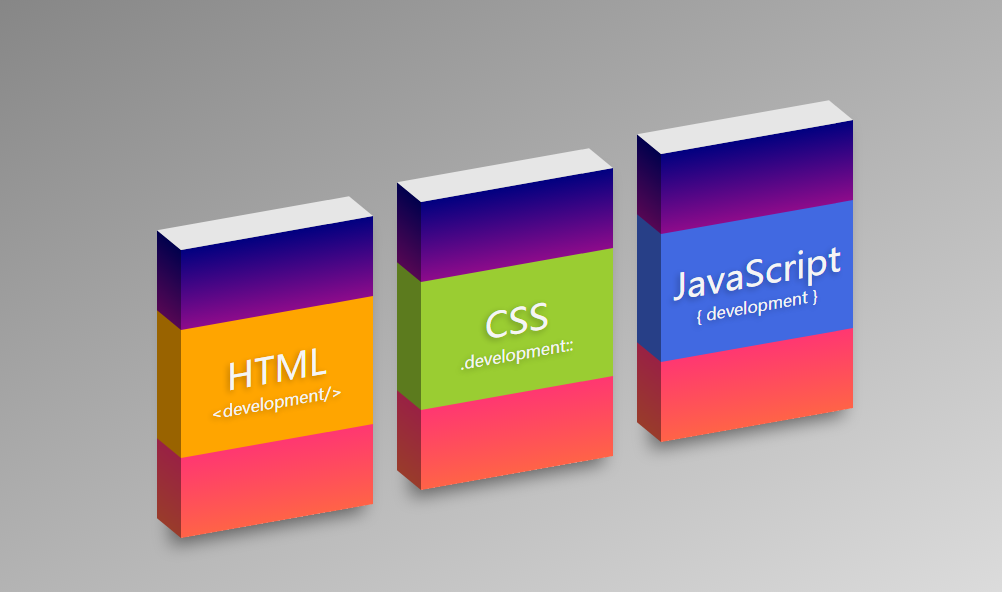 HTML
<development/>
CSS
.development::
JavaScript
{ development }